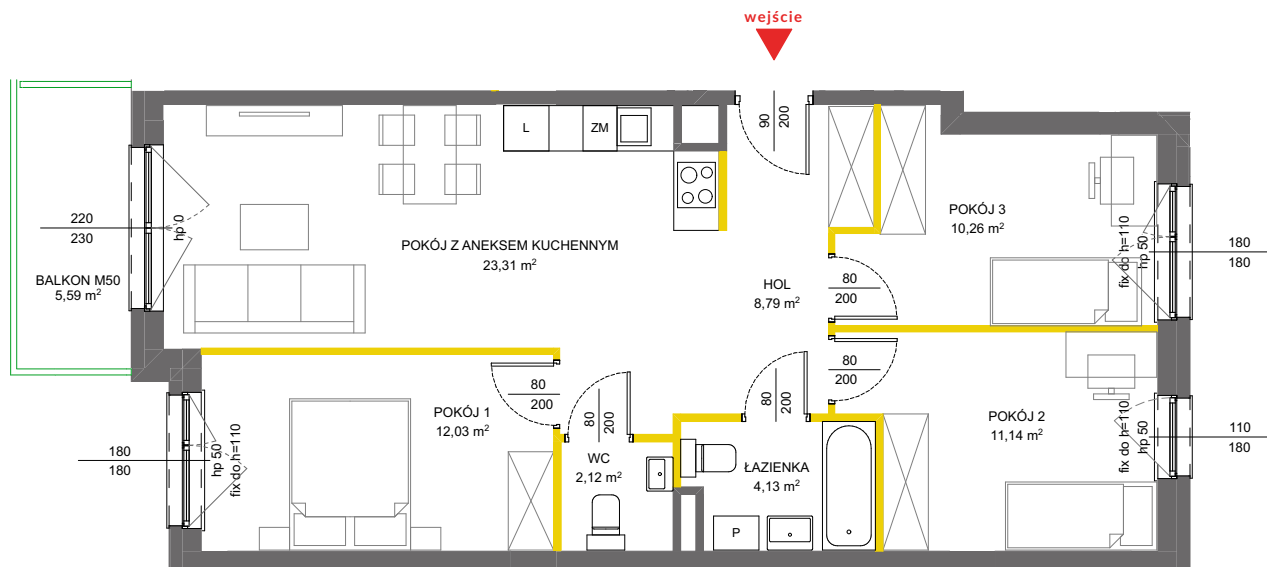 wejście
90
200
L
ZM
220
230
hp 0
POKÓJ Z ANEKSEM KUCHENNYM
23,31 m²
BALKON M50
5,59 m²
POKÓJ 3
10,26 m²
fix do h=110
hp 50
180
180
HOL
8,79 m²
80
200
80
200
80
200
POKÓJ 1
12,03 m²
80
200
80
200
POKÓJ 2
11,14 m²
fix do h=110
hp 50
110
180
180
180
hp 50
fix do h=110
WC
2,12 m²
ŁAZIENKA
4,13 m²
P